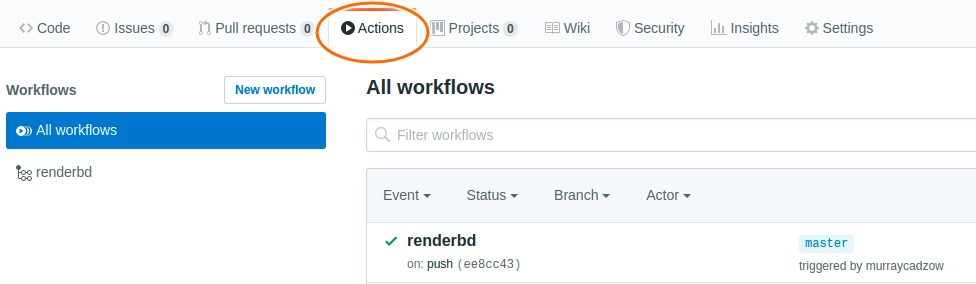 Code Issues 0 Pull requests 0 Actions Projects 0 Wiki Security Insights Settings
Workflows New workflow
All workflows
renderbd
All workflows
Filter workflows
Event Status Branch Actor
renderbd master
on: push (ee8cc43) triggered by murraycadzow